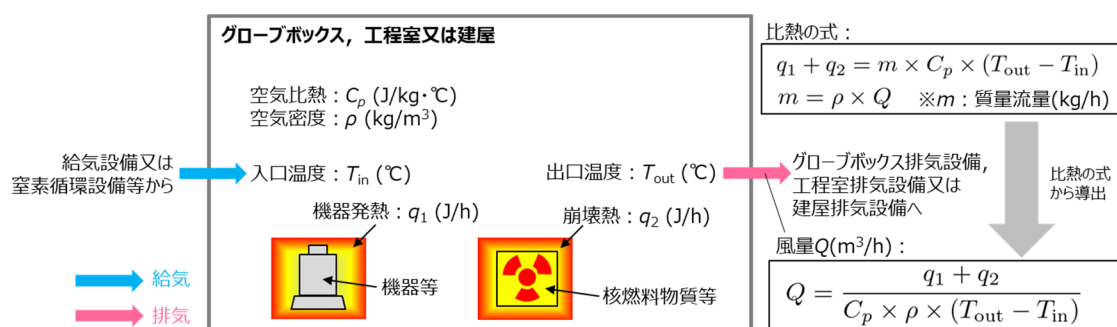 グローブボックス，工程室又は建屋
空気比熱：Cp (J/kg・℃)
空気密度：ρ (kg/m³)
給気設備又は
窒素循環設備等から
入口温度：Tin (℃)
出口温度：Tout (℃)
機器発熱：q1 (J/h)
崩壊熱：q2 (J/h)
機器等
核燃料物質等
給気
排気
グローブボックス排気設備，
工程室排気設備又は
建屋排気設備へ
比熱の式：
q1 + q2 = m × Cp × (Tout − Tin)
m = ρ × Q ※m：質量流量(kg/h)
比熱の式
から導出
風量Q(m³/h)：
Q = (q1 + q2) / (Cp × ρ × (Tout − Tin))